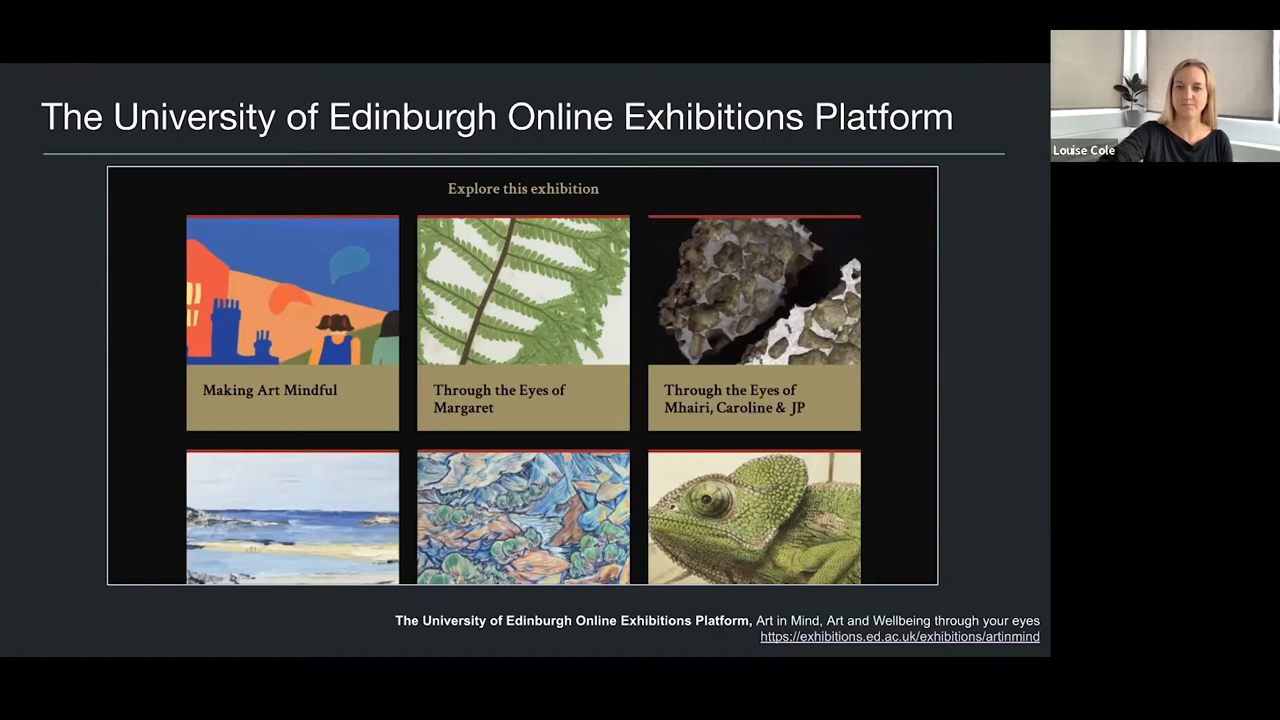 The University of Edinburgh Online Exhibitions Platform
Louise Cole
Explore this exhibition
Making Art Mindful
Through the Eyes of
Margaret
Through the Eyes of
Mhairi, Caroline & JP
The University of Edinburgh Online Exhibitions Platform, Art in Mind, Art and Wellbeing through your eyes
https://exhibitions.ed.ac.uk/exhibitions/artinmind